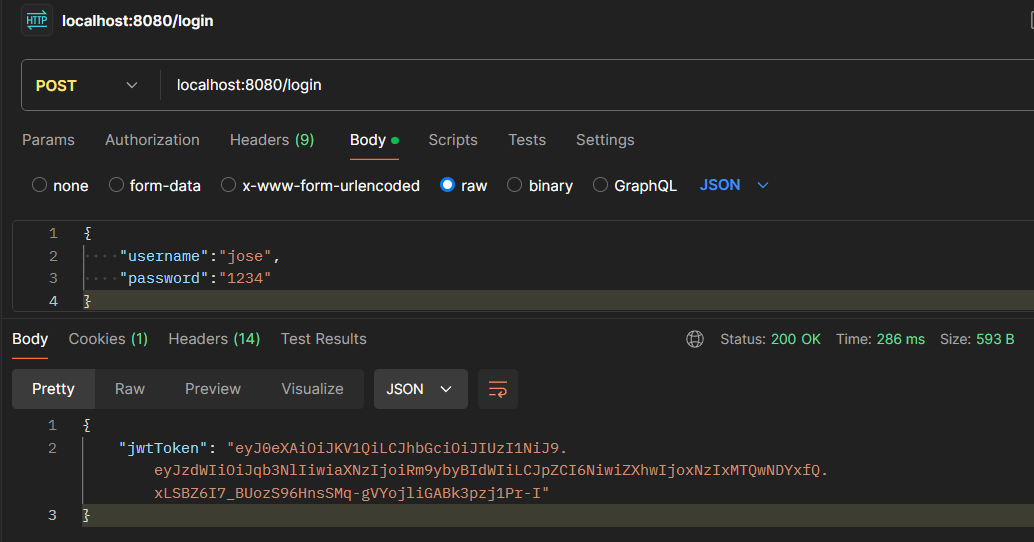 HTTP localhost:8080/login
POST localhost:8080/login
Params Authorization Headers (9) Body Scripts Tests Settings
none form-data x-www-form-urlencoded raw binary GraphQL JSON
1 {
2 "username":"jose",
3 "password":"1234"
4 }
Body Cookies (1) Headers (14) Test Results Status: 200 OK Time: 286 ms Size: 593 B
Pretty Raw Preview Visualize JSON
1 {
2 "jwtToken": "eyJ0eXAiOiJKV1QiLCJhbGciOiJIUzI1NiJ9.
eyJzdWIiOiJqb3NlIiwiaXNzIjoiRm9ybyBIdWIiLCJpZCI6NiwiZXhwIjoxNzIxMTQwNDYxfQ.
xLSBZ6I7_BUozS96HnsSMq-gVYojliGABk3pzj1Pr-I"
3 }